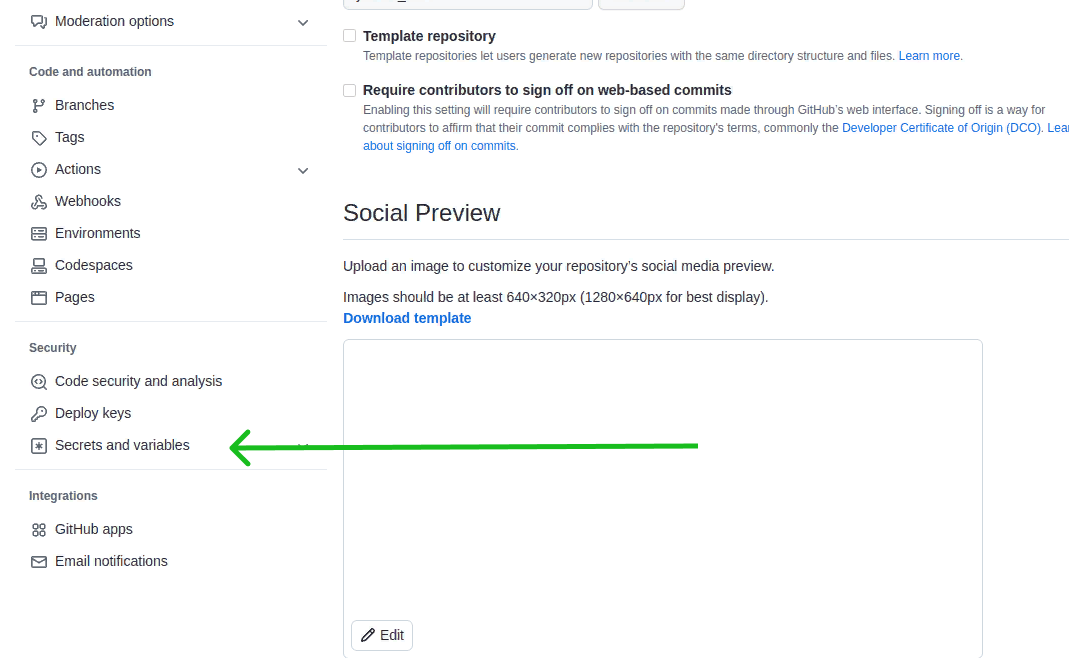 Moderation options
Code and automation
Branches
Tags
Actions
Webhooks
Environments
Codespaces
Pages
Security
Code security and analysis
Deploy keys
Secrets and variables
Integrations
GitHub apps
Email notifications
Template repository
Template repositories let users generate new repositories with the same directory structure and files. Learn more.
Require contributors to sign off on web-based commits
Enabling this setting will require contributors to sign off on commits made through GitHub's web interface. Signing off is a way for
contributors to affirm that their commit complies with the repository's terms, commonly the Developer Certificate of Origin (DCO). Lear
about signing off on commits.
Social Preview
Upload an image to customize your repository's social media preview.
Images should be at least 640×320px (1280×640px for best display).
Download template
Edit